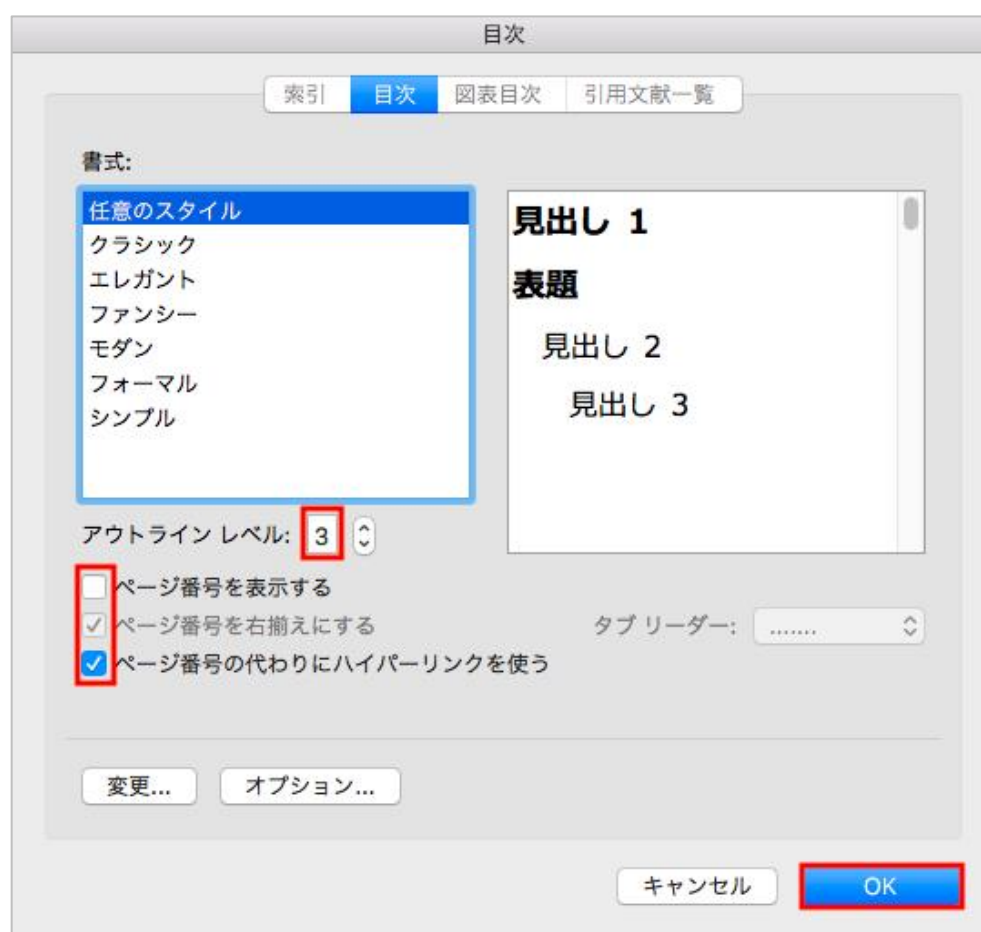 目次
索引 目次 図表目次 引用文献一覧
書式:
任意のスタイル
クラシック
エレガント
ファンシー
モダン
フォーマル
シンプル
見出し 1
表題
見出し 2
見出し 3
アウトライン レベル: 3
ページ番号を表示する
ページ番号を右揃えにする タブ リーダー: .......
ページ番号の代わりにハイパーリンクを使う
変更... オプション...
キャンセル OK